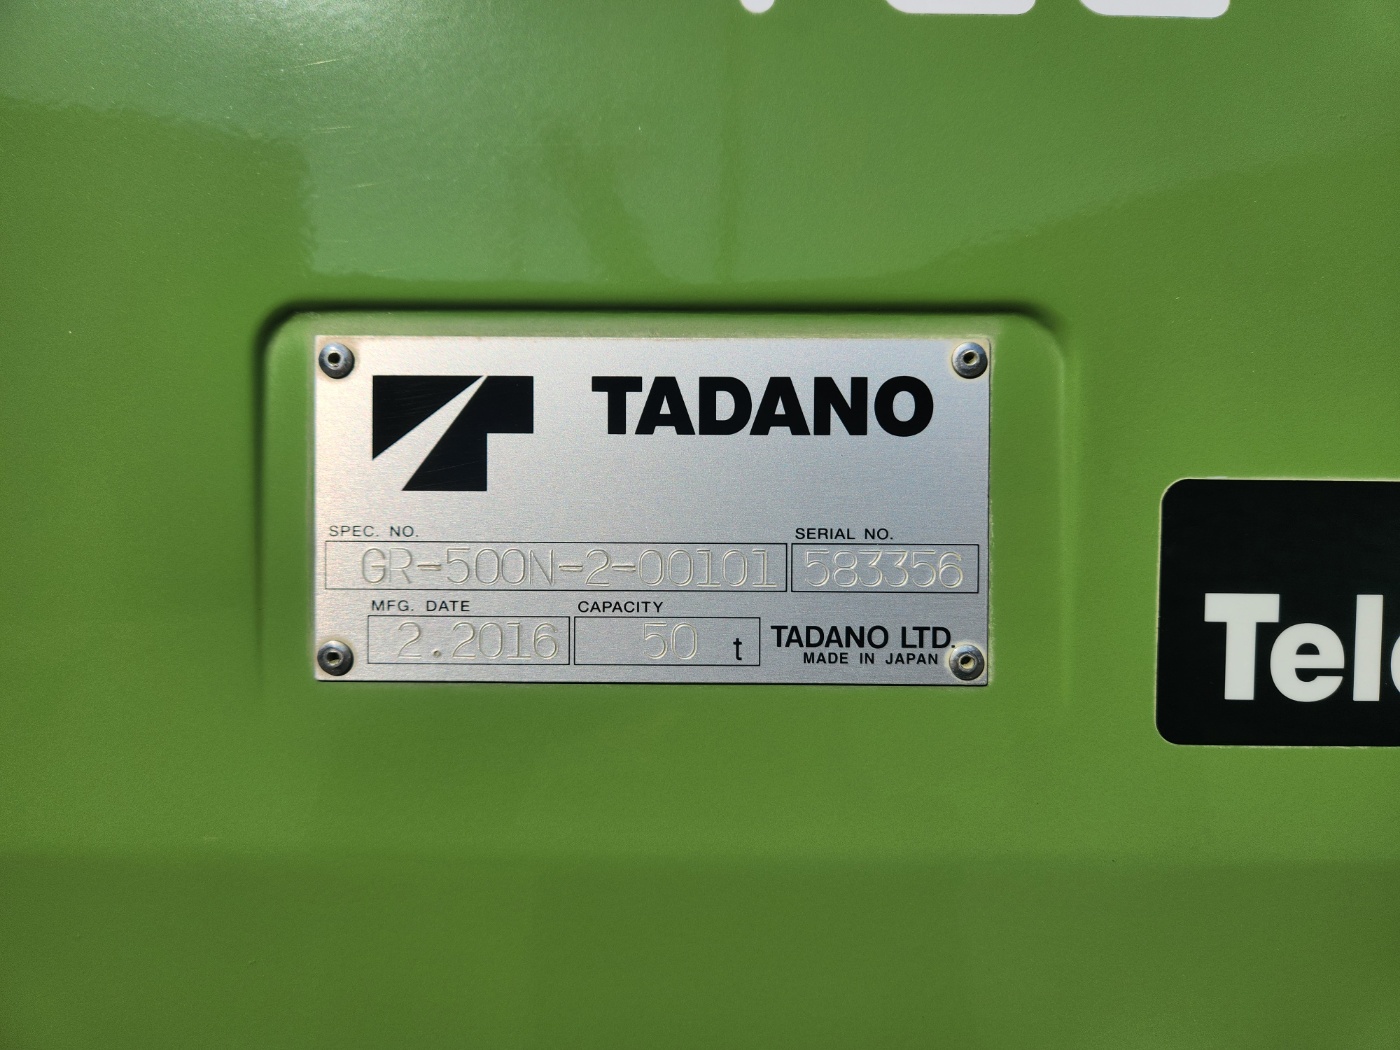 TADANO
SPEC. NO.
GR-500N-2-00101
SERIAL NO.
583356
MFG. DATE
2.2016
CAPACITY
50 t
TADANO LTD.
MADE IN JAPAN
Tel